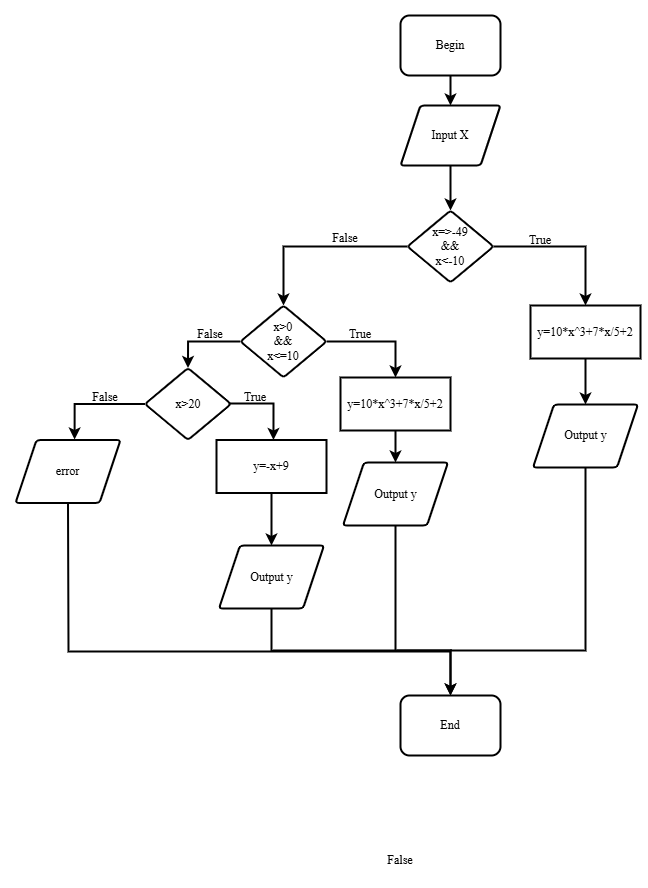 Begin
Input X
x=>-49
&&
x<-10
False
True
x>0
&&
x<=10
False
True
y=10*x^3+7*x/5+2
x>20
False
True
y=10*x^3+7*x/5+2
Output y
error
y=-x+9
Output y
Output y
End
False